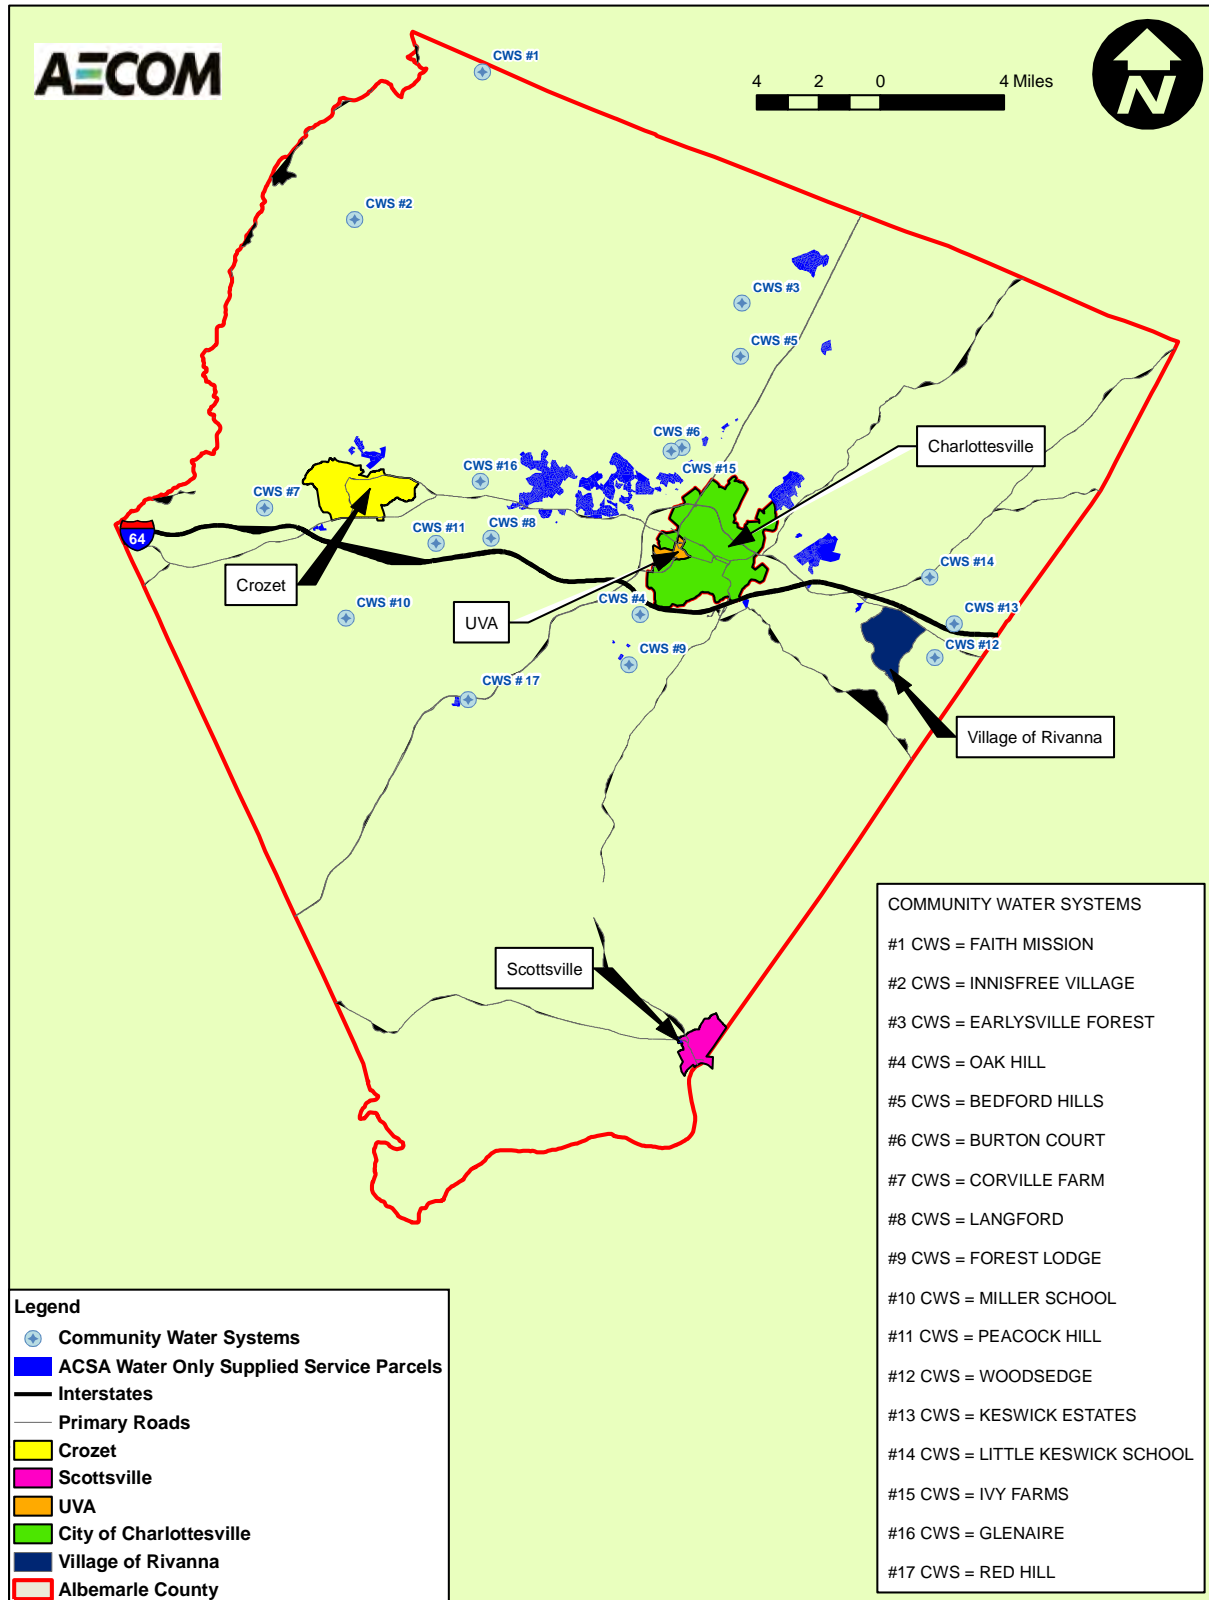 AECOM
CWS #1
4 2 0 4 Miles
N
CWS #2
CWS #3
CWS #5
CWS #6
Charlottesville
CWS #16
CWS #15
CWS #7
CWS #11
CWS #8
64
Crozet
CWS #14
CWS #10
UVA
CWS #4
CWS #13
CWS #9
CWS #12
CWS # 17
Village of Rivanna
Scottsville
COMMUNITY WATER SYSTEMS
#1 CWS = FAITH MISSION
#2 CWS = INNISFREE VILLAGE
#3 CWS = EARLYSVILLE FOREST
#4 CWS = OAK HILL
#5 CWS = BEDFORD HILLS
#6 CWS = BURTON COURT
#7 CWS = CORVILLE FARM
#8 CWS = LANGFORD
#9 CWS = FOREST LODGE
#10 CWS = MILLER SCHOOL
#11 CWS = PEACOCK HILL
#12 CWS = WOODSEDGE
#13 CWS = KESWICK ESTATES
#14 CWS = LITTLE KESWICK SCHOOL
#15 CWS = IVY FARMS
#16 CWS = GLENAIRE
#17 CWS = RED HILL
Legend
Community Water Systems
ACSA Water Only Supplied Service Parcels
Interstates
Primary Roads
Crozet
Scottsville
UVA
City of Charlottesville
Village of Rivanna
Albemarle County